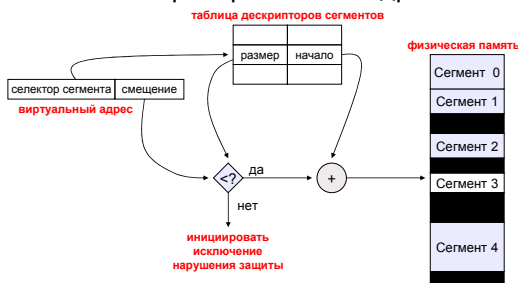 таблица дескрипторов сегментов
размер начало
физическая память
селектор сегмента смещение
виртуальный адрес
Сегмент 0
Сегмент 1
Сегмент 2
Сегмент 3
Сегмент 4
<?
да
+
нет
инициировать
исключение
нарушения защиты